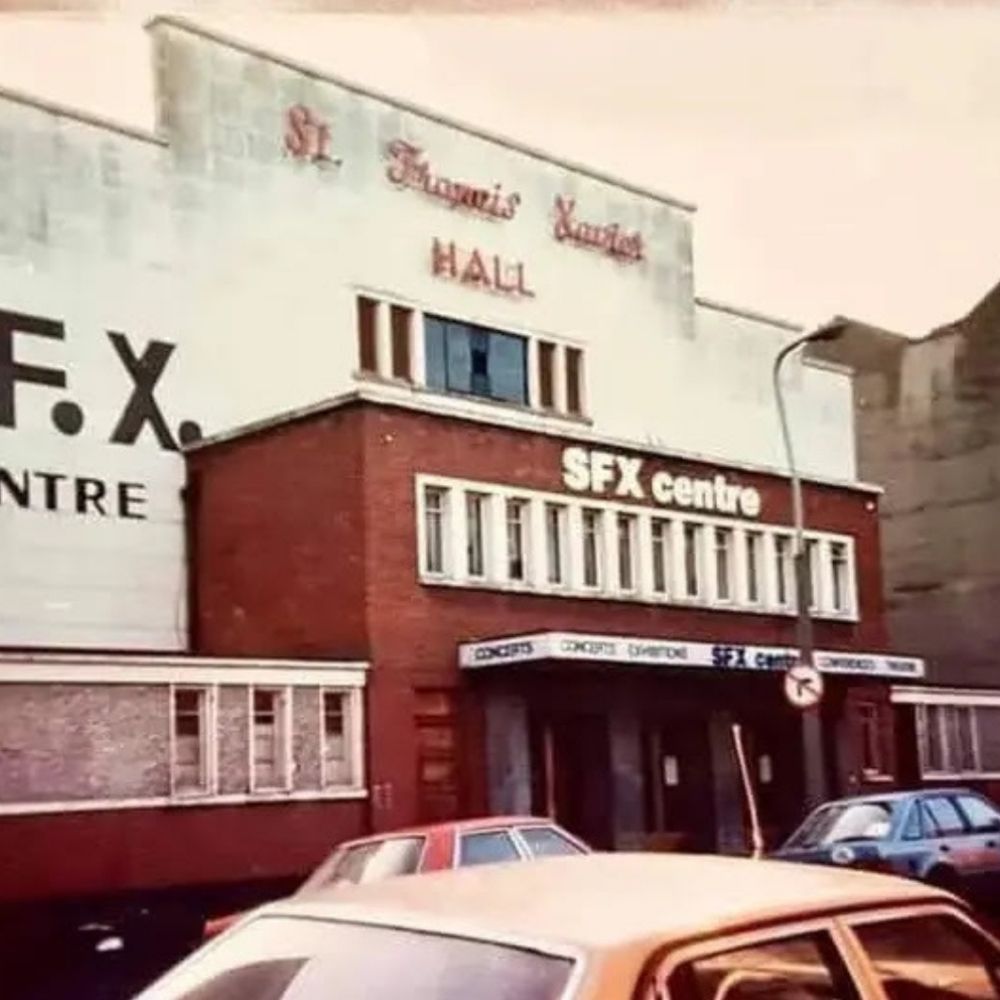 St. Francis Xavier
HALL
F.X.
NTRE
SFX centre
CONCERTS CONCERTS EXHIBITIONS SFX centre CONFERENCES THEATRE